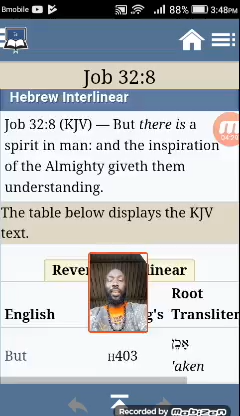 Bmobile 88% 3:48PM
Job 32:8
Hebrew Interlinear
Job 32:8 (KJV) — But there is a
spirit in man: and the inspiration
of the Almighty giveth them
understanding.
The table below displays the KJV
text.
Rever linear
Root
English g's Transliter
אָכֵן
But H403 'aken
Recorded by MobiZen